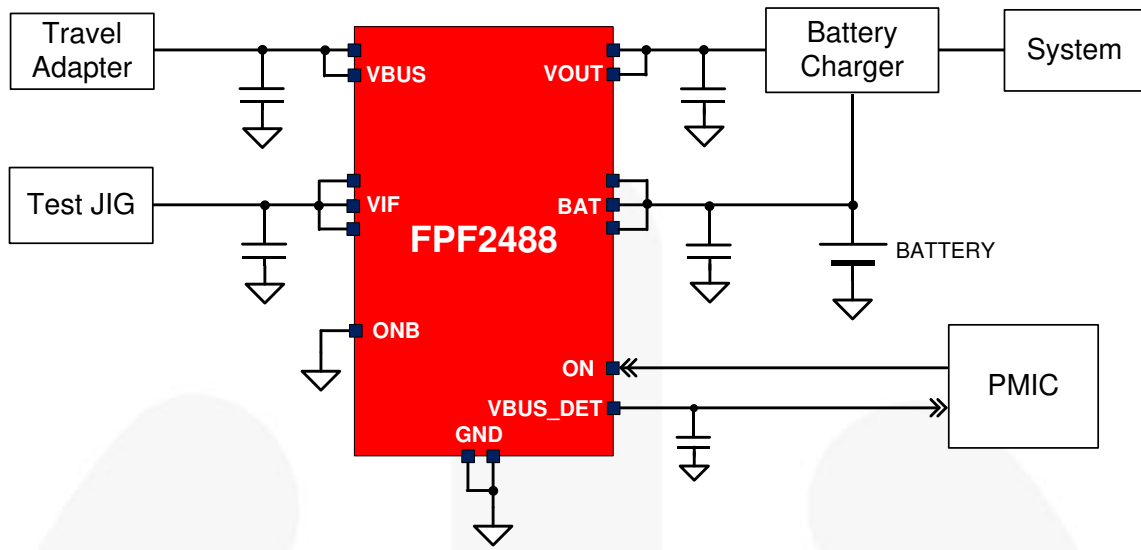 Travel
Adapter
VBUS
VOUT
Battery
Charger
System
Test JIG
VIF
BAT
FPF2488
BATTERY
ONB
ON
PMIC
VBUS_DET
GND